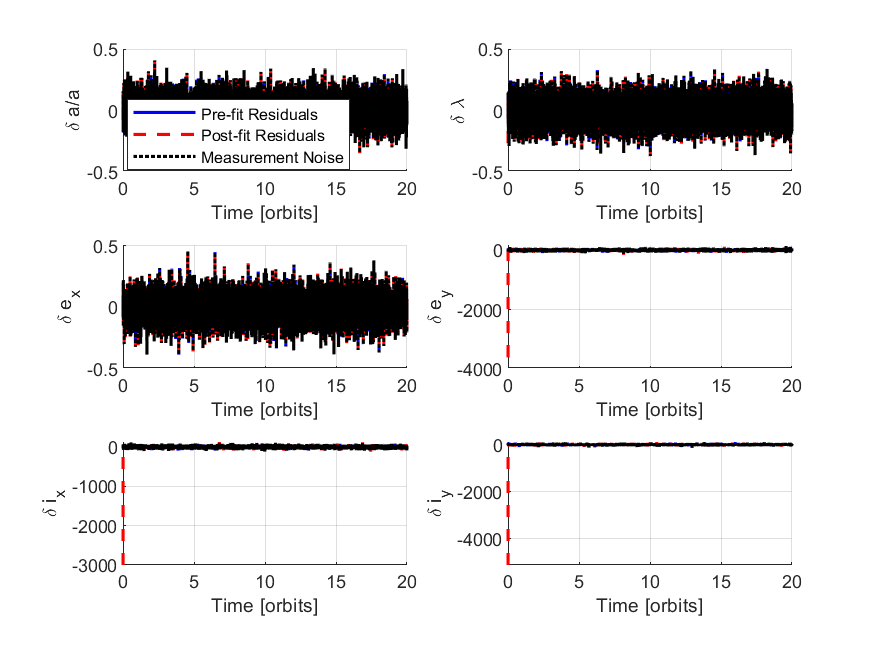 0.5
0
-0.5
δ a/a
0 5 10 15 20
Time [orbits]
Pre-fit Residuals
Post-fit Residuals
Measurement Noise
0.5
0
-0.5
δ λ
0 5 10 15 20
Time [orbits]
0.5
0
-0.5
δ e_x
0 5 10 15 20
Time [orbits]
0
-2000
-4000
δ e_y
0 5 10 15 20
Time [orbits]
0
-1000
-2000
-3000
δ i_x
0 5 10 15 20
Time [orbits]
0
-2000
-4000
δ i_y
0 5 10 15 20
Time [orbits]